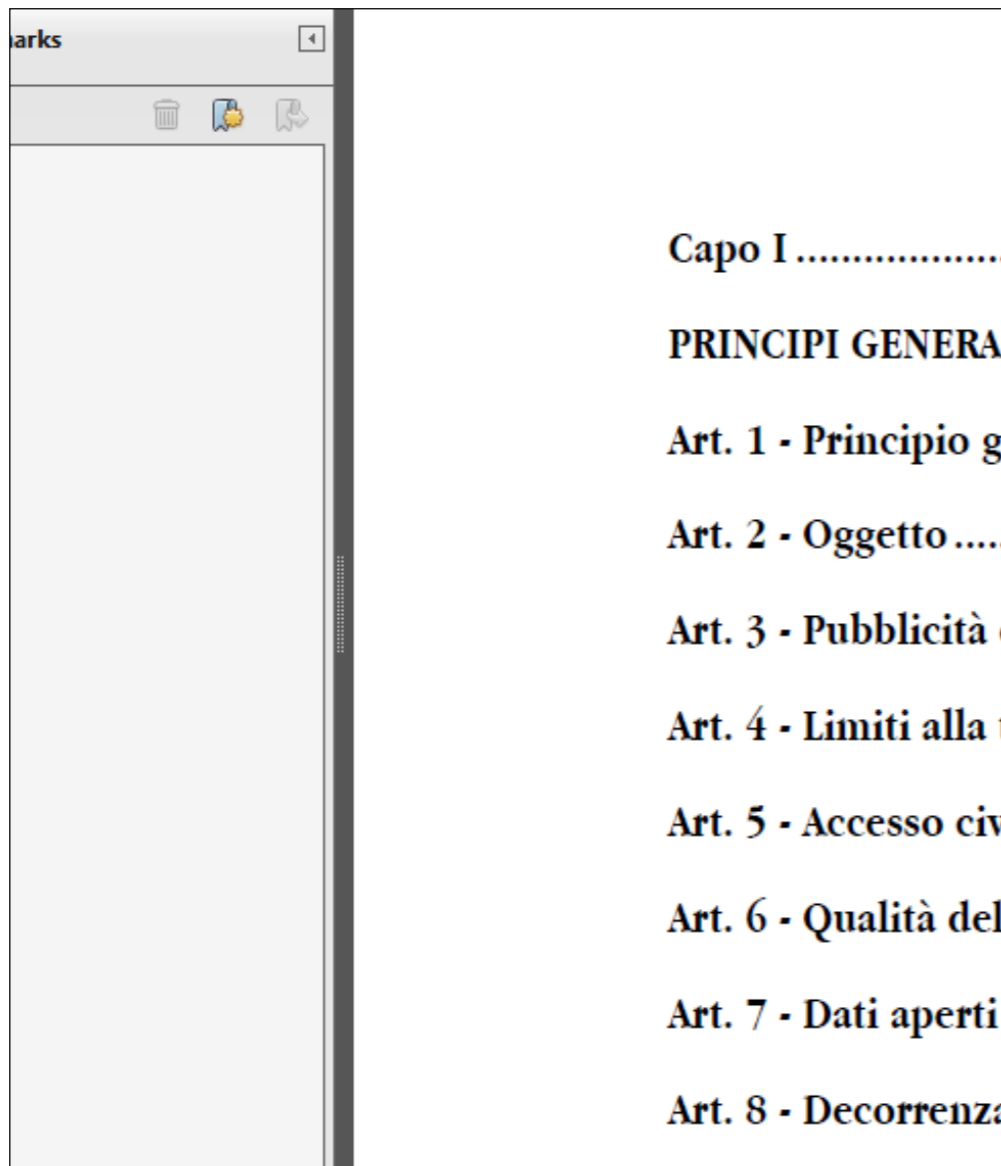 arks
Capo I ....................
PRINCIPI GENERA
Art. 1 - Principio g
Art. 2 - Oggetto .....
Art. 3 - Pubblicità
Art. 4 - Limiti alla
Art. 5 - Accesso civ
Art. 6 - Qualità del
Art. 7 - Dati aperti
Art. 8 - Decorrenza